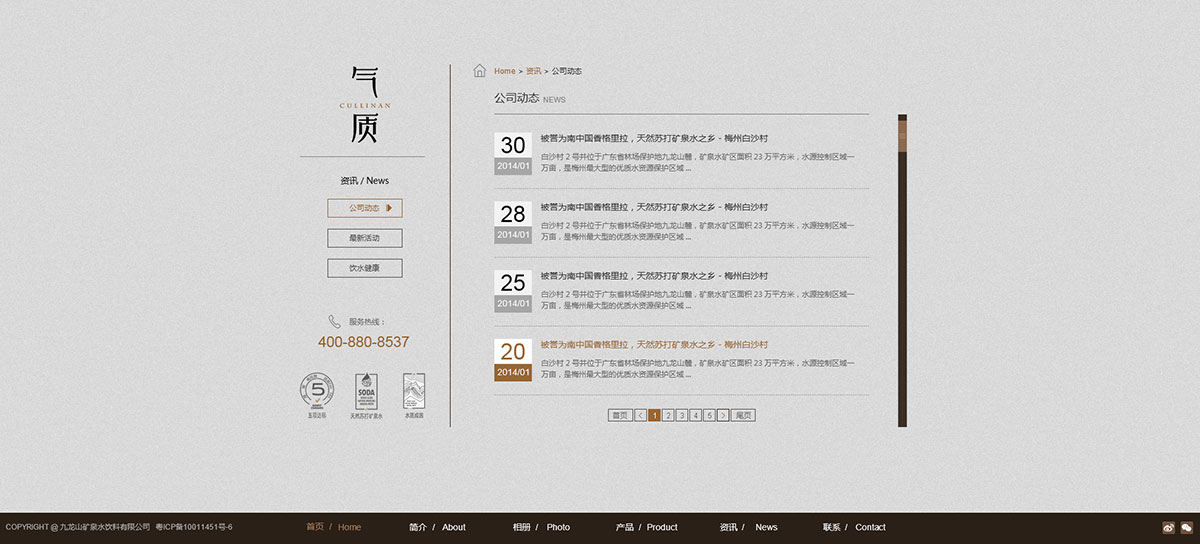 气
CULLINAN
质
资讯 / News
公司动态
最新活动
饮水健康
服务热线：
400-880-8537
5
五项达标
SODA
天然苏打矿泉水
水质成因
Home > 资讯 > 公司动态
公司动态 NEWS
30
2014/01
被誉为南中国香格里拉，天然苏打矿泉水之乡 - 梅州白沙村
白沙村 2 号井位于广东省林场保护地九龙山麓，矿泉水矿区面积 23 万平方米，水源控制区域一
万亩，是梅州最大型的优质水资源保护区域 ...
28
2014/01
被誉为南中国香格里拉，天然苏打矿泉水之乡 - 梅州白沙村
白沙村 2 号井位于广东省林场保护地九龙山麓，矿泉水矿区面积 23 万平方米，水源控制区域一
万亩，是梅州最大型的优质水资源保护区域 ...
25
2014/01
被誉为南中国香格里拉，天然苏打矿泉水之乡 - 梅州白沙村
白沙村 2 号井位于广东省林场保护地九龙山麓，矿泉水矿区面积 23 万平方米，水源控制区域一
万亩，是梅州最大型的优质水资源保护区域 ...
20
2014/01
被誉为南中国香格里拉，天然苏打矿泉水之乡 - 梅州白沙村
白沙村 2 号井位于广东省林场保护地九龙山麓，矿泉水矿区面积 23 万平方米，水源控制区域一
万亩，是梅州最大型的优质水资源保护区域 ...
首页 < 1 2 3 4 5 > 尾页
COPYRIGHT @ 九龙山矿泉水饮料有限公司 粤ICP备10011451号-6
首页 / Home 简介 / About 相册 / Photo 产品 / Product 资讯 / News 联系 / Contact